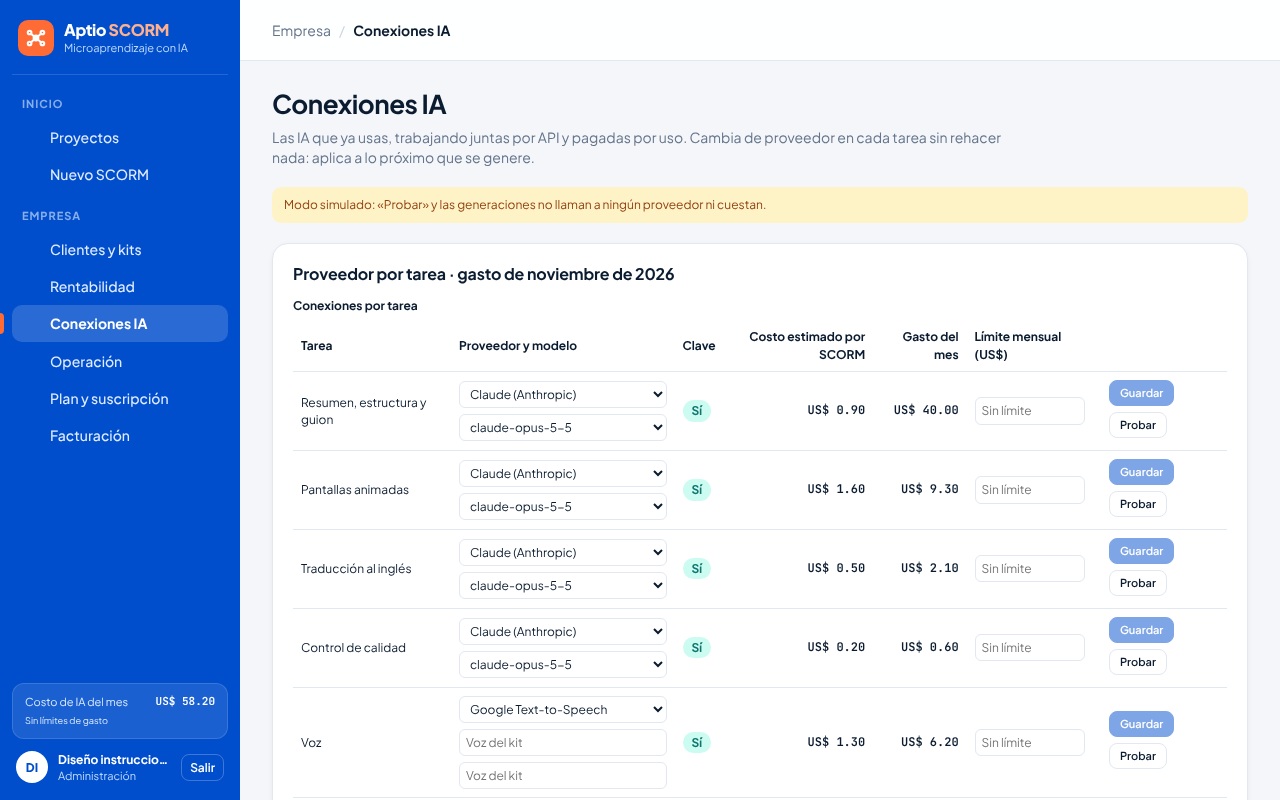 Aptio SCORM
Microaprendizaje con IA
INICIO
Proyectos
Nuevo SCORM
EMPRESA
Clientes y kits
Rentabilidad
Conexiones IA
Operación
Plan y suscripción
Facturación
Costo de IA del mes US$ 58.20
Sin límites de gasto
DI
Diseño instruccio...
Administración
Salir
Empresa / Conexiones IA
Conexiones IA
Las IA que ya usas, trabajando juntas por API y pagadas por uso. Cambia de proveedor en cada tarea sin rehacer
nada: aplica a lo próximo que se genere.
Modo simulado: «Probar» y las generaciones no llaman a ningún proveedor ni cuestan.
Proveedor por tarea · gasto de noviembre de 2026
Conexiones por tarea
Tarea
Proveedor y modelo
Clave
Costo estimado por
SCORM
Gasto del
mes
Límite mensual
(US$)
Resumen, estructura y
guion
Claude (Anthropic)
claude-opus-5-5
Sí
US$ 0.90
US$ 40.00
Sin límite
Guardar
Probar
Pantallas animadas
Claude (Anthropic)
claude-opus-5-5
Sí
US$ 1.60
US$ 9.30
Sin límite
Guardar
Probar
Traducción al inglés
Claude (Anthropic)
claude-opus-5-5
Sí
US$ 0.50
US$ 2.10
Sin límite
Guardar
Probar
Control de calidad
Claude (Anthropic)
claude-opus-5-5
Sí
US$ 0.20
US$ 0.60
Sin límite
Guardar
Probar
Voz
Google Text-to-Speech
Voz del kit
Voz del kit
Sí
US$ 1.30
US$ 6.20
Sin límite
Guardar
Probar